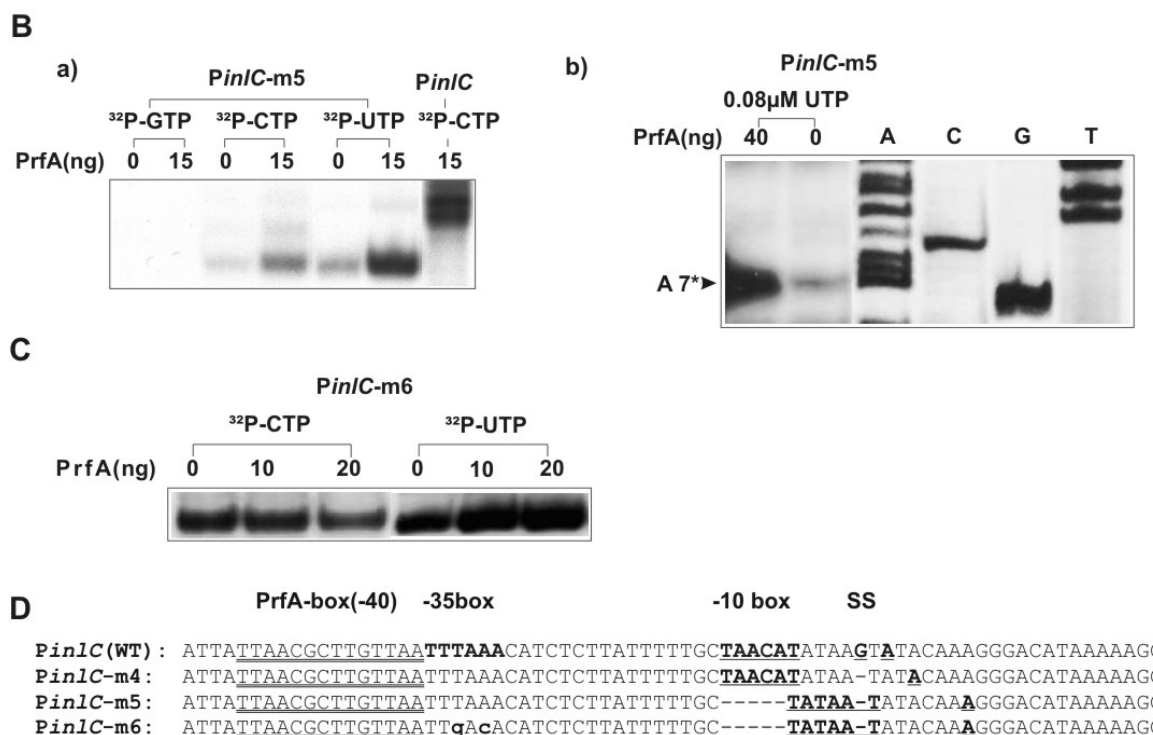 B
a)
PinlC-m5 PinlC
³²P-GTP ³²P-CTP ³²P-UTP ³²P-CTP
PrfA(ng) 0 15 0 15 0 15 15
b)
PinlC-m5
0.08µM UTP
PrfA(ng) 40 0 A C G T
A 7*
C
PinlC-m6
³²P-CTP ³²P-UTP
PrfA(ng) 0 10 20 0 10 20
D
PrfA-box(-40) -35box -10 box SS
PinlC(WT): ATTATTAACGCTTGTTAATTTAAACATCTCTTATTTTTGCTAACATATAAGTATACAAAGGGACATAAAAAG
PinlC-m4: ATTATTAACGCTTGTTAATTTAAACATCTCTTATTTTTGCTAACATATAA-TATACAAAGGGACATAAAAAG
PinlC-m5: ATTATTAACGCTTGTTAATTTAAACATCTCTTATTTTTGC-----TATAA-TATACAAAGGGACATAAAAAG
PinlC-m6: ATTATTAACGCTTGTTAATTgAcACATCTCTTATTTTTGC-----TATAA-TATACAAAGGGACATAAAAAG